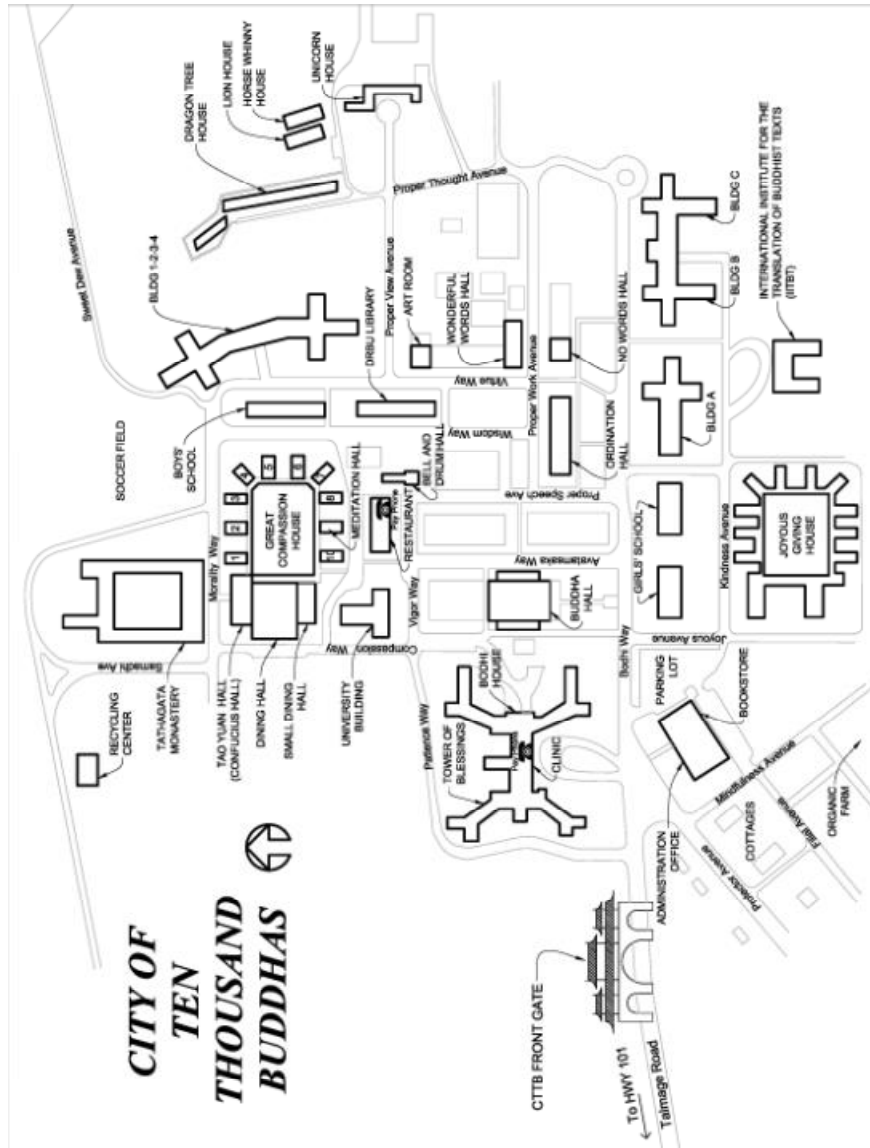 CITY OF
TEN
THOUSAND
BUDDHAS
RECYCLING
CENTER
Samadhi Ave
TATHAGATA
MONASTERY
SOCCER FIELD
Sweet Dew Avenue
TAO YUAN HALL
(CONFUCIUS HALL)
DINING HALL
SMALL DINING
HALL
Morality Way
1
2
3
4
5
6
7
8
10
GREAT
COMPASSION
HOUSE
MEDITATION HALL
BOYS'
SCHOOL
BLDG 1-2-3-4
DRAGON TREE
HOUSE
LION HOUSE
HORSE WHINNY
HOUSE
UNICORN
HOUSE
UNIVERSITY
BUILDING
Compassion Way
Vigor Way
RESTAURANT
Pay Phone
BELL AND
DRUM HALL
DRBU LIBRARY
Proper View Avenue
Proper Thought Avenue
ART ROOM
WONDERFUL
WORDS HALL
Virtue Way
Wisdom Way
Patience Way
TOWER OF
BLESSINGS
Pay Phone
CLINIC
BODHI
HOUSE
BUDDHA
HALL
Avatamsaka Way
Proper Speech Ave
Proper Work Avenue
ORDINATION
HALL
NO WORDS HALL
Bodhi Way
GIRLS' SCHOOL
BLDG A
BLDG B
BLDG C
CTTB FRONT GATE
To HWY 101
Talmage Road
ADMINISTRATION
OFFICE
PARKING
LOT
BOOKSTORE
Joyous Avenue
Kindness Avenue
JOYOUS
GIVING
HOUSE
INTERNATIONAL INSTITUTE FOR THE
TRANSLATION OF BUDDHIST TEXTS
(IITBT)
Mindfulness Avenue
COTTAGES
Protector Avenue
Filial Avenue
ORGANIC
FARM